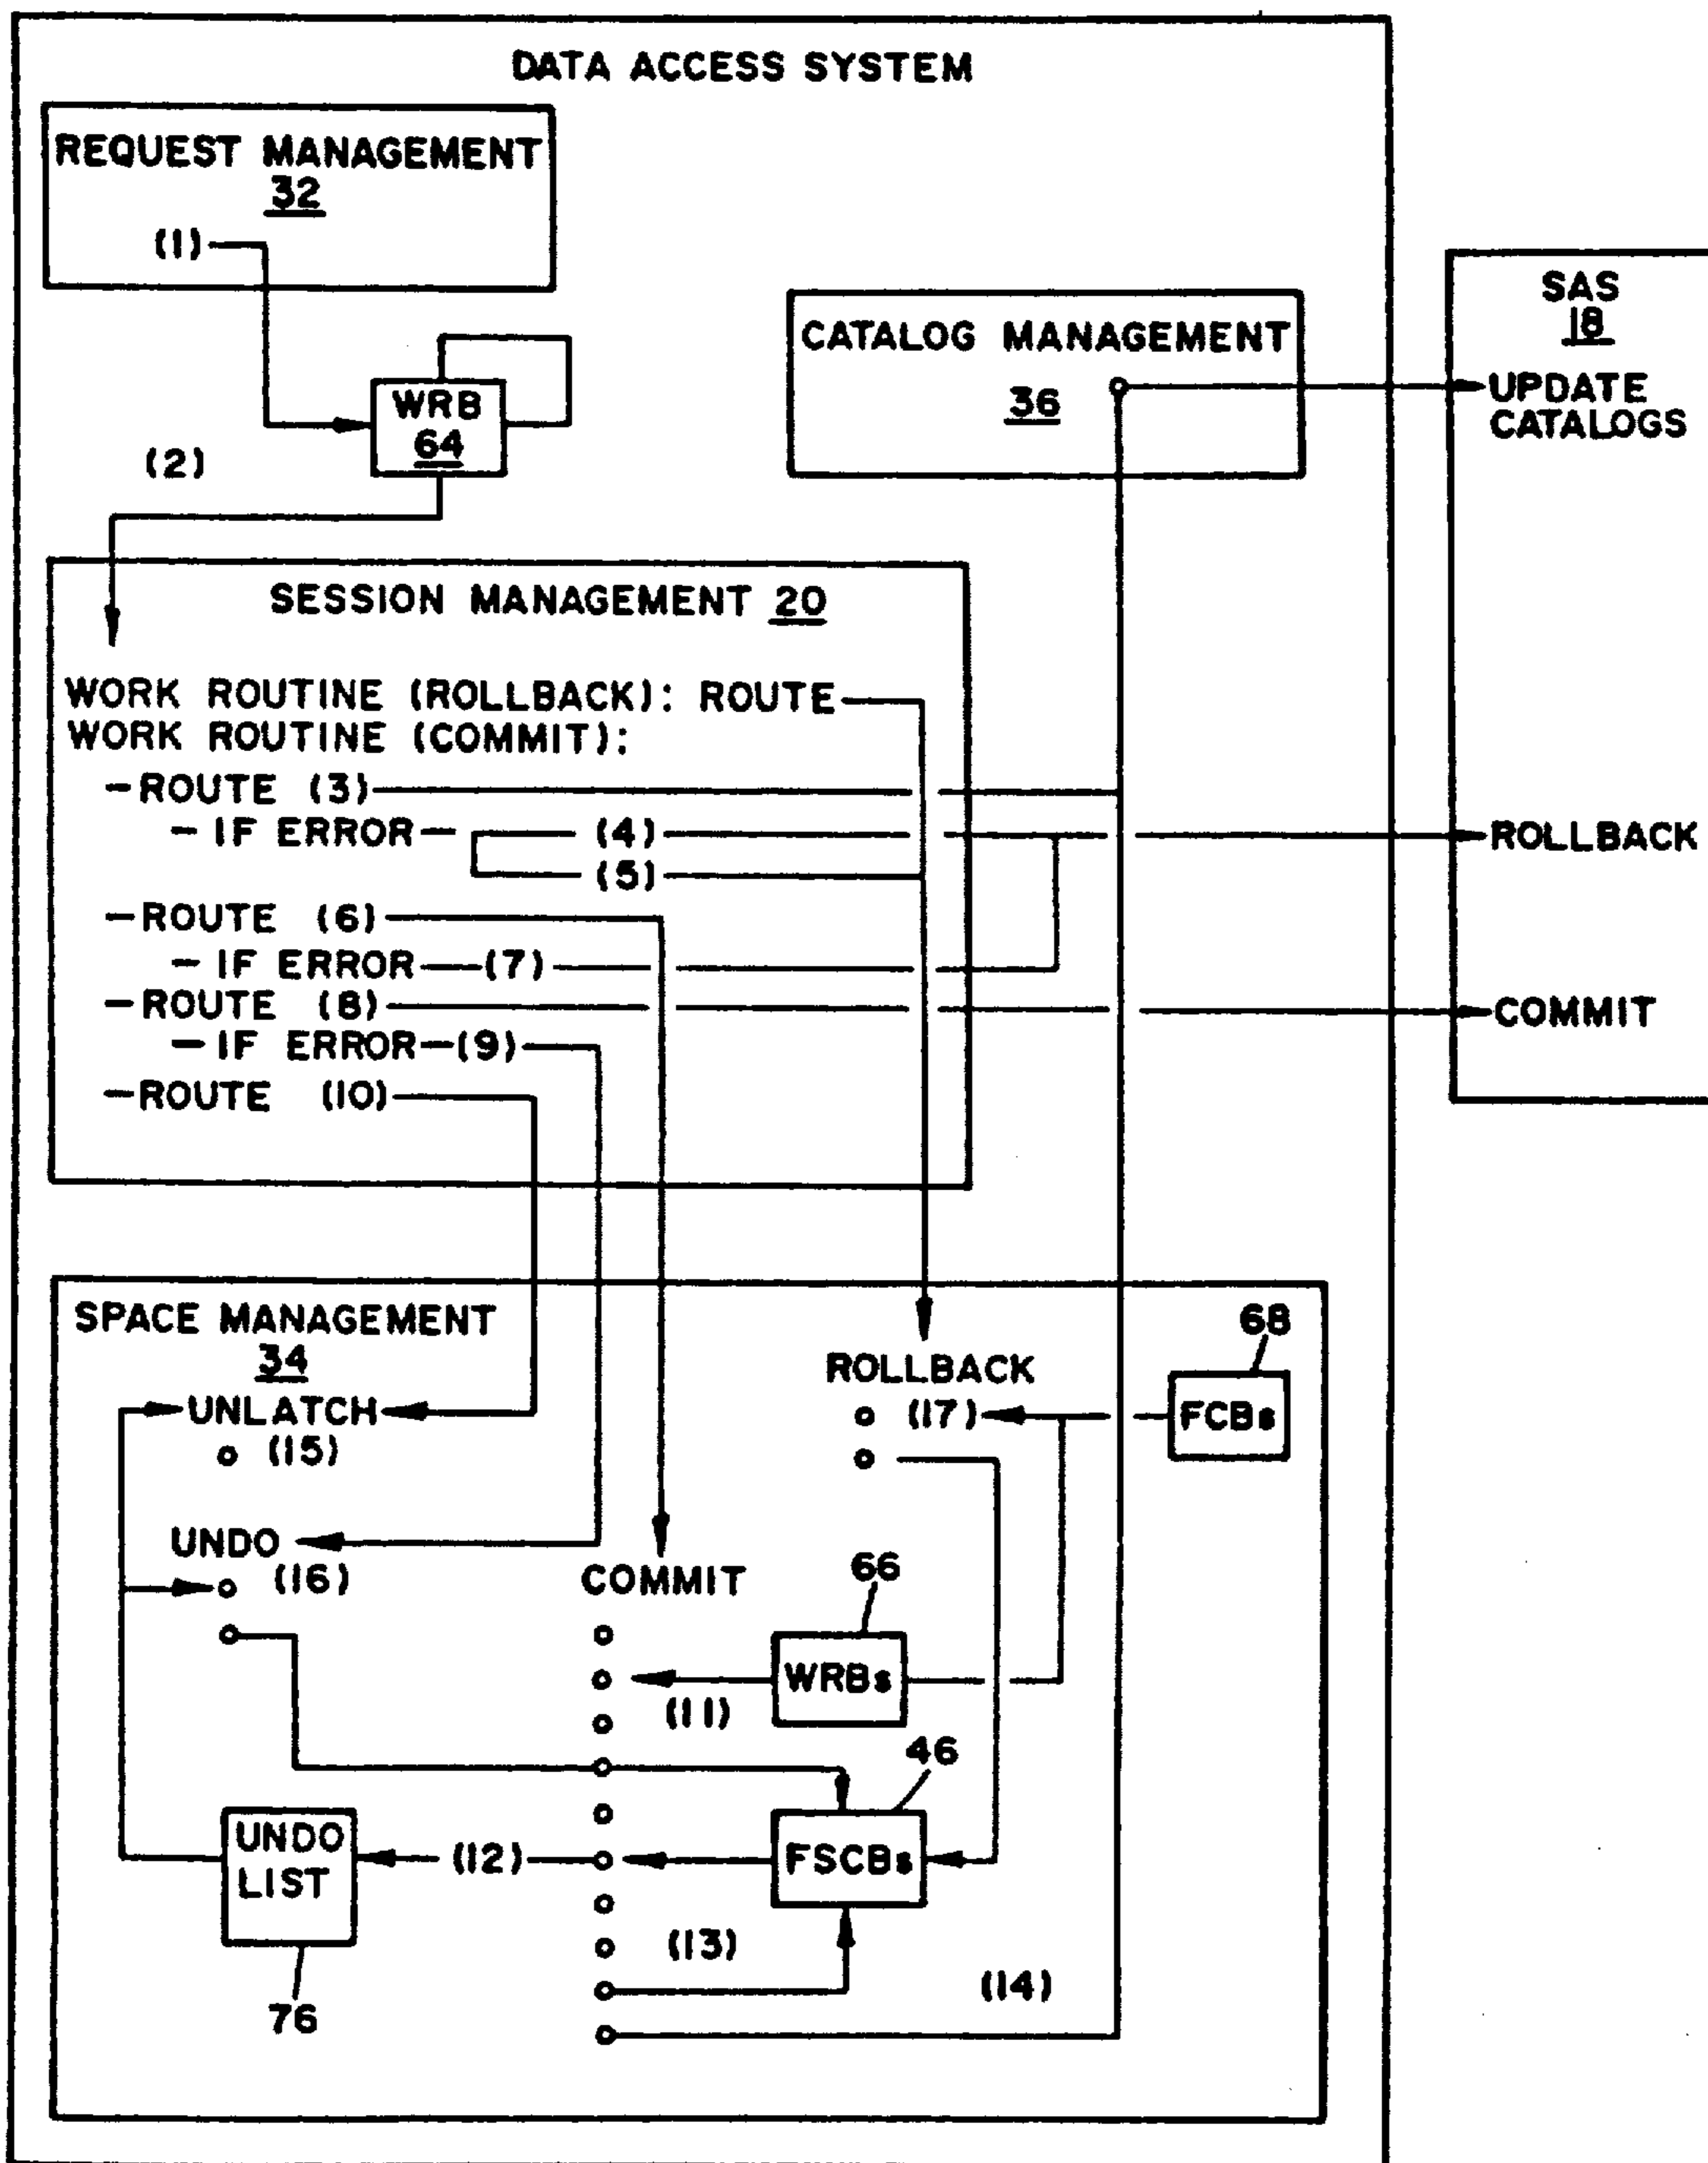 DATA ACCESS SYSTEM
REQUEST MANAGEMENT
32
(1)
WRB
64
(2)
CATALOG MANAGEMENT
36
SAS
18
UPDATE
CATALOGS
ROLLBACK
COMMIT
SESSION MANAGEMENT 20
WORK ROUTINE (ROLLBACK): ROUTE
WORK ROUTINE (COMMIT):
-ROUTE (3)
- IF ERROR - (4)
(5)
-ROUTE (6)
- IF ERROR - (7)
-ROUTE (8)
- IF ERROR - (9)
-ROUTE (10)
SPACE MANAGEMENT
34
UNLATCH
(15)
UNDO
(16)
COMMIT
ROLLBACK
(17)
68
FCBs
66
WRBs
(11)
46
FSCBs
(12)
UNDO
LIST
76
(13)
(14)